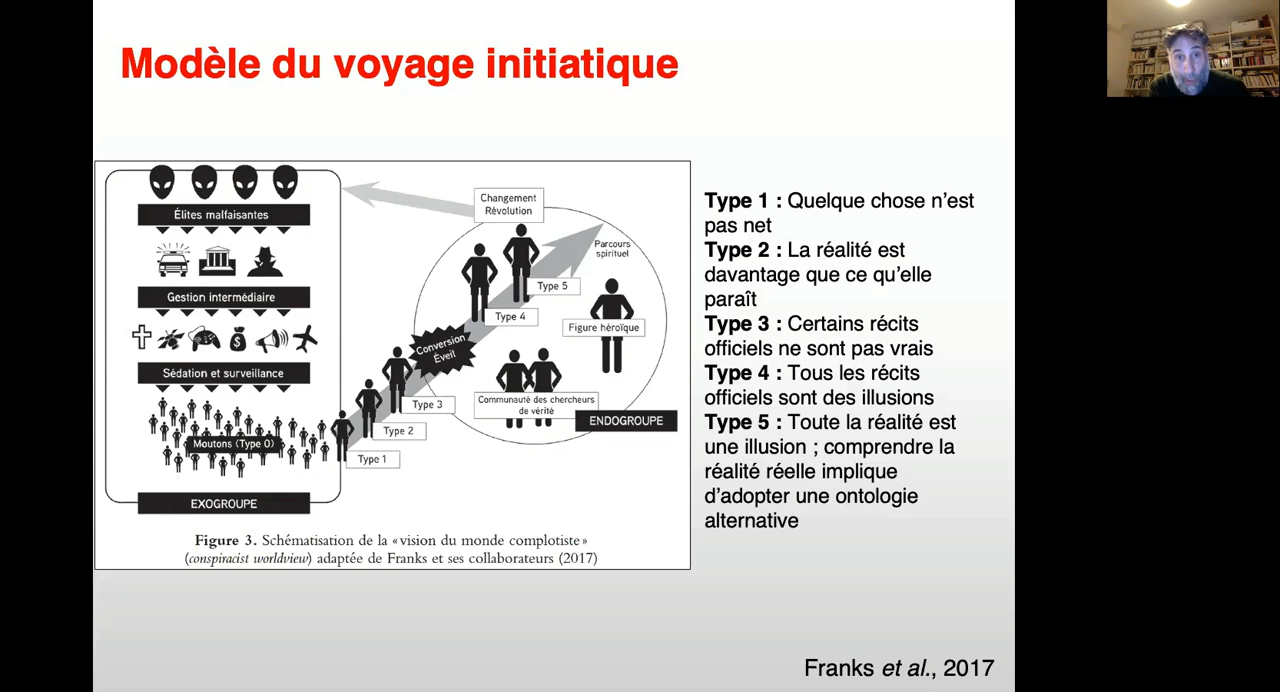 Modèle du voyage initiatique
Élites malfaisantes
Gestion intermédiaire
$
Sédation et surveillance
Moutons (Type 0)
EXOGROUPE
Changement
Révolution
Parcours
spirituel
Type 5
Type 4
Figure héroïque
Conversion
Éveil
Communauté des chercheurs
de vérité
ENDOGROUPE
Type 3
Type 2
Type 1
Figure 3. Schématisation de la « vision du monde complotiste »
(conspiracist worldview) adaptée de Franks et ses collaborateurs (2017)
Type 1 : Quelque chose n’est
pas net
Type 2 : La réalité est
davantage que ce qu’elle
paraît
Type 3 : Certains récits
officiels ne sont pas vrais
Type 4 : Tous les récits
officiels sont des illusions
Type 5 : Toute la réalité est
une illusion ; comprendre la
réalité réelle implique
d’adopter une ontologie
alternative
Franks et al., 2017